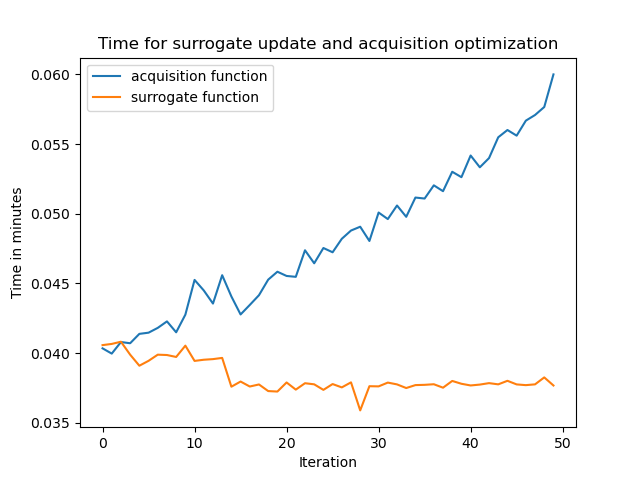 Time for surrogate update and acquisition optimization
acquisition function
surrogate function
Time in minutes
0.060
0.055
0.050
0.045
0.040
0.035
0 10 20 30 40 50
Iteration